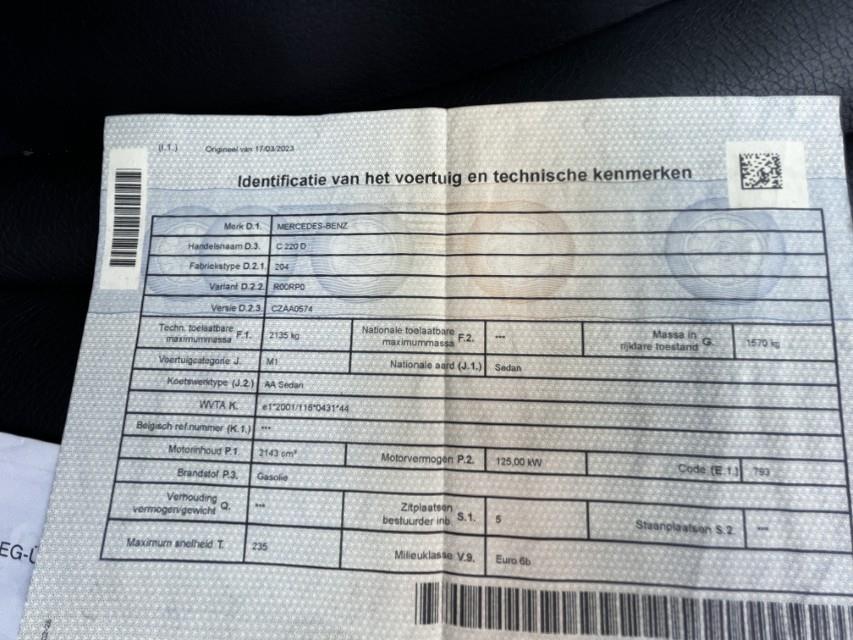 (I.1.) Origineel van 17/03/2023
Identificatie van het voertuig en technische kenmerken
Merk D.1. MERCEDES-BENZ
Handelsnaam D.3. C 220 D
Fabriekstype D.2.1. 204
Variant D.2.2. R00RP0
Versie D.2.3. CZAA0574
Techn. toelaatbare maximummassa F.1. 2135 kg Nationale toelaatbare maximummassa F.2. --- Massa in rijklare toestand G. 1570 kg
Voertuigcategorie J. M1 Nationale aard (J.1.) Sedan
Koetswerktype (J.2.) AA Sedan
WVTA K. e1*2001/116*0431*44
Belgisch ref.nummer (K.1.) ---
Motorinhoud P.1. 2143 cm³ Motorvermogen P.2. 125.00 kW Code (E.1.) 793
Brandstof P.3. Gasolie
Verhouding vermogen/gewicht Q. --- Zitplaatsen bestuurder inb. S.1. 5 Staanplaatsen S.2. ---
Maximum snelheid T. 235 Milieuklasse V.9. Euro 6b
EG-